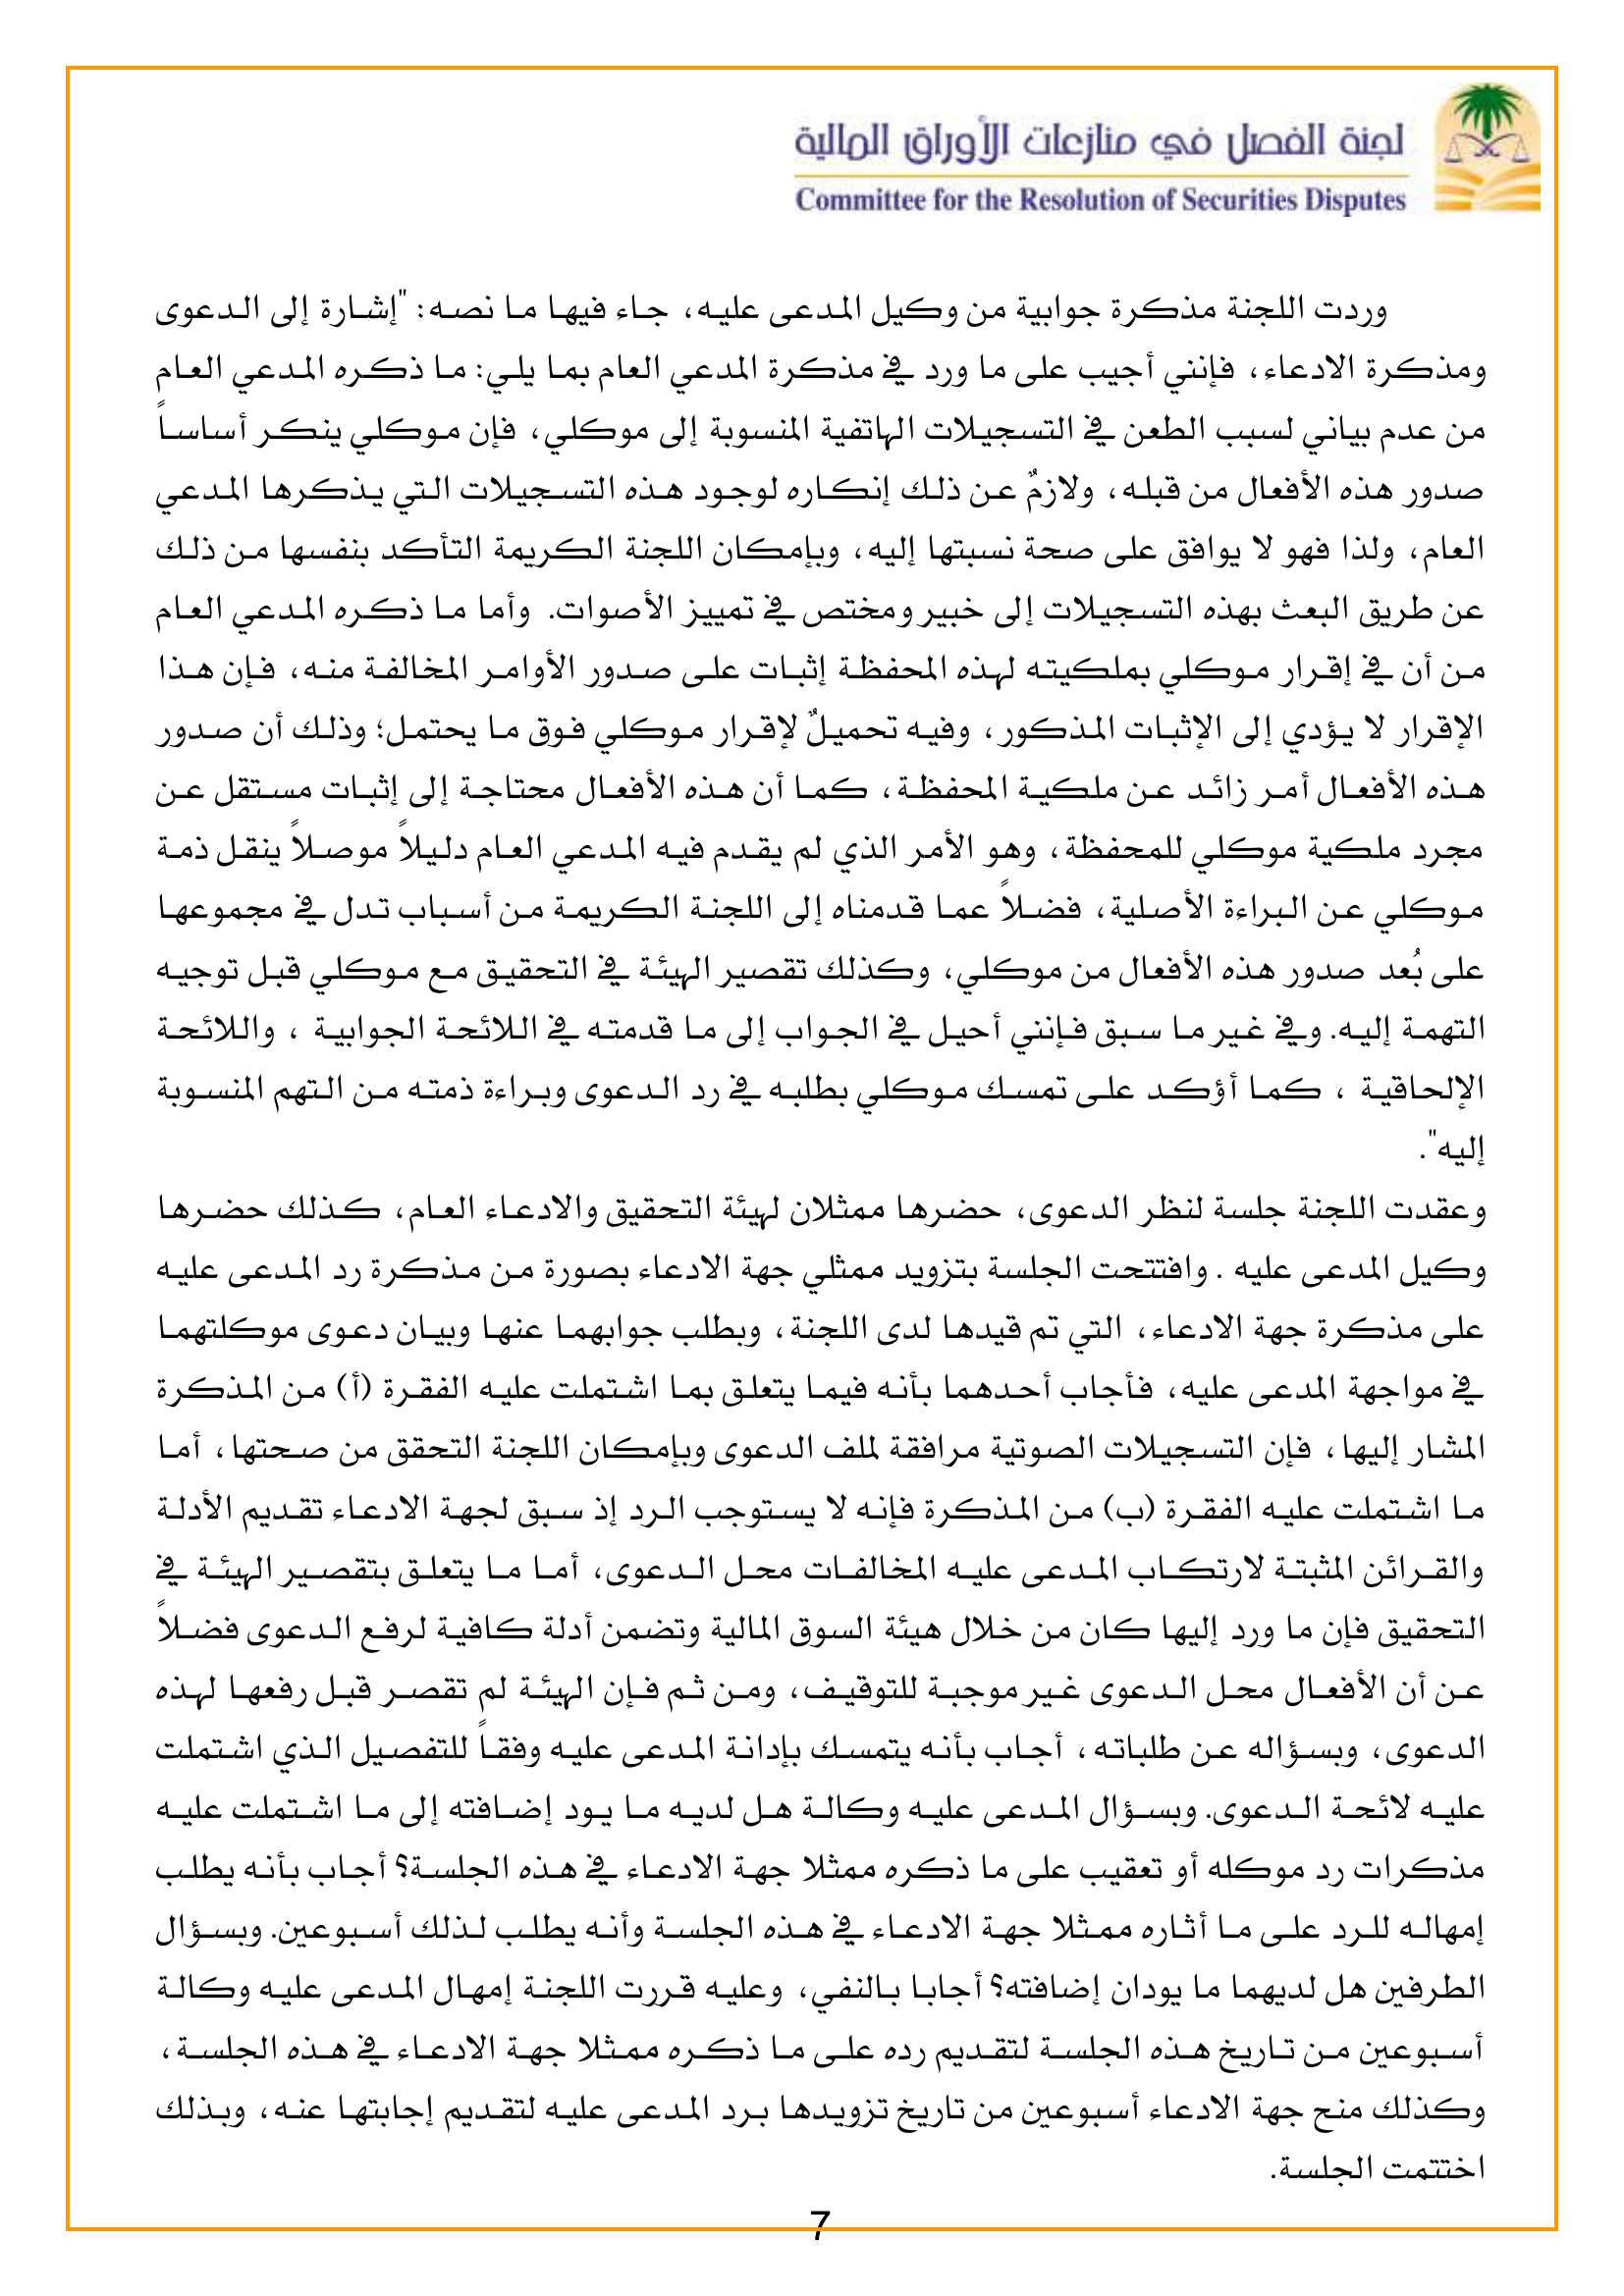 لجنة الفصل في منازعات الأوراق المالية
Committee for the Resolution of Securities Disputes
وردت اللجنة مذكرة جوابية من وكيل المدعى عليه، جاء فيها ما نصه: "إشارة إلى الدعوى
ومذكرة الادعاء، فإنني أجيب على ما ورد في مذكرة المدعي العام بما يلي: ما ذكره المدعي العام
من عدم بياني لسبب الطعن في التسجيلات الهاتفية المنسوبة إلى موكلي، فإن موكلي ينكر أساساً
صدور هذه الأفعال من قبله، ولازمٌ عن ذلك إنكاره لوجود هذه التسجيلات التي يذكرها المدعي
العام، ولذا فهو لا يوافق على صحة نسبتها إليه، وبإمكان اللجنة الكريمة التأكد بنفسها من ذلك
عن طريق البعث بهذه التسجيلات إلى خبير ومختص في تمييز الأصوات. وأما ما ذكره المدعي العام
من أن في إقرار موكلي بملكيته لهذه المحفظة إثبات على صدور الأوامر المخالفة منه، فإن هذا
الإقرار لا يؤدي إلى الإثبات المذكور، وفيه تحميلٌ لإقرار موكلي فوق ما يحتمل؛ وذلك أن صدور
هذه الأفعال أمر زائد عن ملكية المحفظة، كما أن هذه الأفعال محتاجة إلى إثبات مستقل عن
مجرد ملكية موكلي للمحفظة، وهو الأمر الذي لم يقدم فيه المدعي العام دليلاً موصلاً ينقل ذمة
موكلي عن البراءة الأصلية، فضلاً عما قدمناه إلى اللجنة الكريمة من أسباب تدل في مجموعها
على بُعد صدور هذه الأفعال من موكلي، وكذلك تقصير الهيئة في التحقيق مع موكلي قبل توجيه
التهمة إليه. وفي غير ما سبق فإنني أحيل في الجواب إلى ما قدمته في اللائحة الجوابية ، واللائحة
الإلحاقية ، كما أؤكد على تمسك موكلي بطلبه في رد الدعوى وبراءة ذمته من التهم المنسوبة
إليه".
وعقدت اللجنة جلسة لنظر الدعوى، حضرها ممثلان لهيئة التحقيق والادعاء العام، كذلك حضرها
وكيل المدعى عليه . وافتتحت الجلسة بتزويد ممثلي جهة الادعاء بصورة من مذكرة رد المدعى عليه
على مذكرة جهة الادعاء، التي تم قيدها لدى اللجنة، وبطلب جوابهما عنها وبيان دعوى موكلتهما
في مواجهة المدعى عليه، فأجاب أحدهما بأنه فيما يتعلق بما اشتملت عليه الفقرة (أ) من المذكرة
المشار إليها، فإن التسجيلات الصوتية مرافقة لملف الدعوى وبإمكان اللجنة التحقق من صحتها، أما
ما اشتملت عليه الفقرة (ب) من المذكرة فإنه لا يستوجب الرد إذ سبق لجهة الادعاء تقديم الأدلة
والقرائن المثبتة لارتكاب المدعى عليه المخالفات محل الدعوى، أما ما يتعلق بتقصير الهيئة في
التحقيق فإن ما ورد إليها كان من خلال هيئة السوق المالية وتضمن أدلة كافية لرفع الدعوى فضلاً
عن أن الأفعال محل الدعوى غير موجبة للتوقيف، ومن ثم فإن الهيئة لم تقصر قبل رفعها لهذه
الدعوى، وبسؤاله عن طلباته، أجاب بأنه يتمسك بإدانة المدعى عليه وفقاً للتفصيل الذي اشتملت
عليه لائحة الدعوى. وبسؤال المدعى عليه وكالة هل لديه ما يود إضافته إلى ما اشتملت عليه
مذكرات رد موكله أو تعقيب على ما ذكره ممثلا جهة الادعاء في هذه الجلسة؟ أجاب بأنه يطلب
إمهاله للرد على ما أثاره ممثلا جهة الادعاء في هذه الجلسة وأنه يطلب لذلك أسبوعين. وبسؤال
الطرفين هل لديهما ما يودان إضافته؟ أجابا بالنفي، وعليه قررت اللجنة إمهال المدعى عليه وكالة
أسبوعين من تاريخ هذه الجلسة لتقديم رده على ما ذكره ممثلا جهة الادعاء في هذه الجلسة،
وكذلك منح جهة الادعاء أسبوعين من تاريخ تزويدها برد المدعى عليه لتقديم إجابتها عنه، وبذلك
اختتمت الجلسة.
7